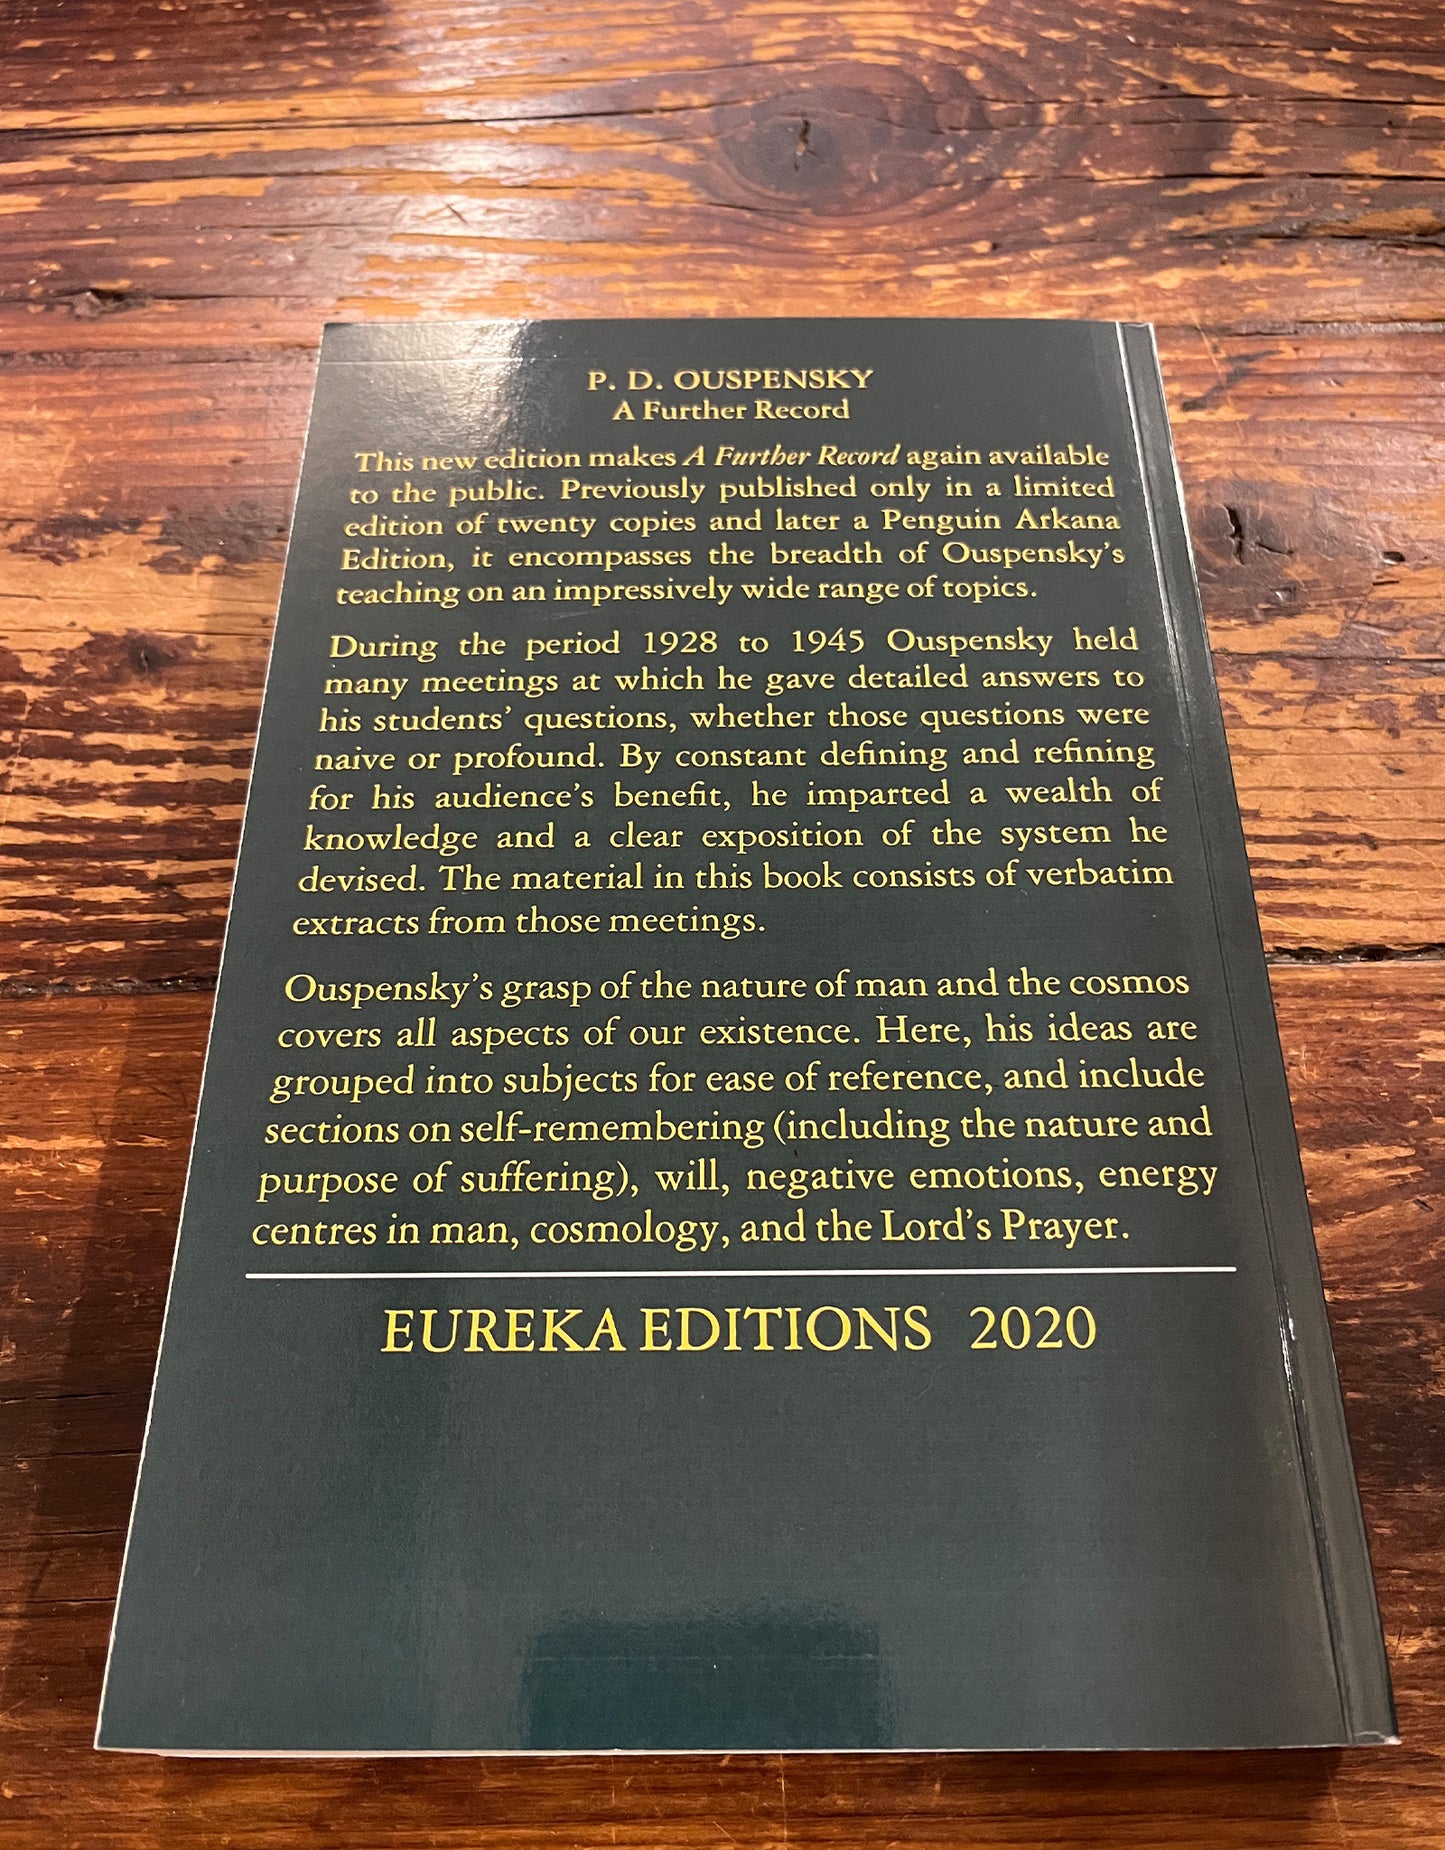 P. D. OUSPENSKY
A Further Record
This new edition makes A Further Record again available
to the public. Previously published only in a limited
edition of twenty copies and later a Penguin Arkana
Edition, it encompasses the breadth of Ouspensky's
teaching on an impressively wide range of topics.
During the period 1928 to 1945 Ouspensky held
many meetings at which he gave detailed answers to
his students' questions, whether those questions were
naive or profound. By constant defining and refining
for his audience's benefit, he imparted a wealth of
knowledge and a clear exposition of the system he
devised. The material in this book consists of verbatim
extracts from those meetings.
Ouspensky's grasp of the nature of man and the cosmos
covers all aspects of our existence. Here, his ideas are
grouped into subjects for ease of reference, and include
sections on self-remembering (including the nature and
purpose of suffering), will, negative emotions, energy
centres in man, cosmology, and the Lord's Prayer.
EUREKA EDITIONS 2020